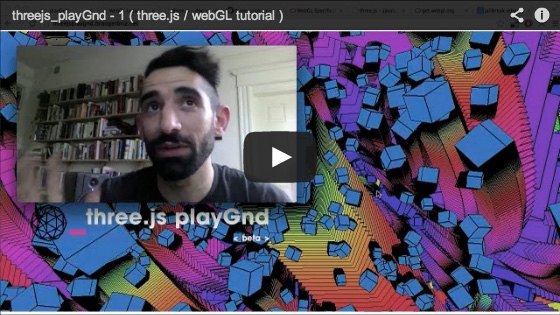 threejs_playGnd - 1 ( three.js / webGL tutorial )
three.js playGnd
< beta >